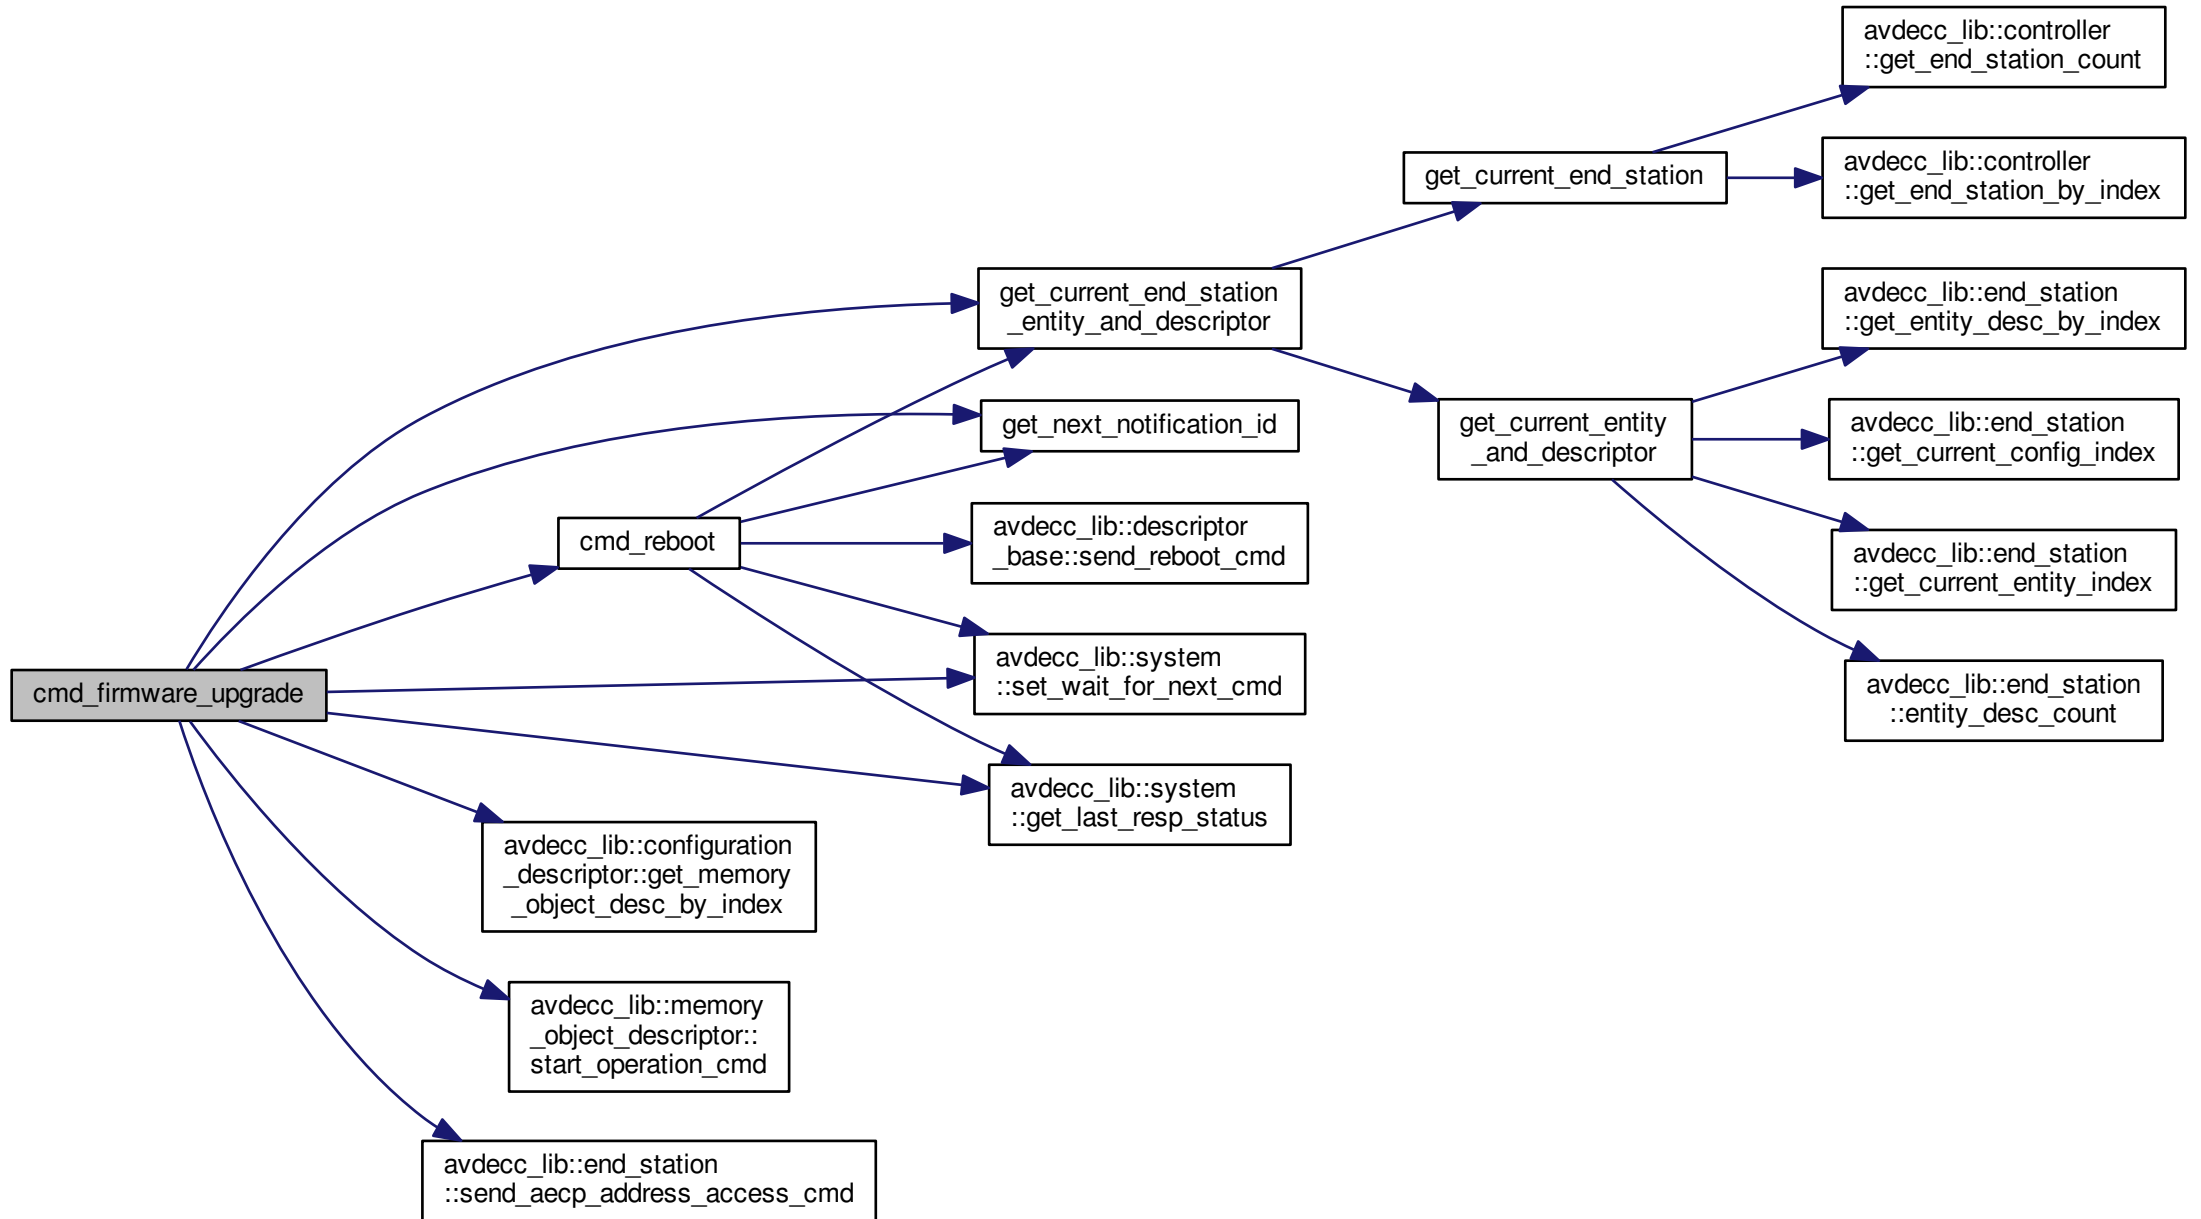 avdecc_lib::controller
::get_end_station_count
get_current_end_station
avdecc_lib::controller
::get_end_station_by_index
get_current_end_station
_entity_and_descriptor
avdecc_lib::end_station
::get_entity_desc_by_index
get_next_notification_id
get_current_entity
_and_descriptor
avdecc_lib::end_station
::get_current_config_index
cmd_reboot
avdecc_lib::descriptor
_base::send_reboot_cmd
avdecc_lib::end_station
::get_current_entity_index
cmd_firmware_upgrade
avdecc_lib::system
::set_wait_for_next_cmd
avdecc_lib::end_station
::entity_desc_count
avdecc_lib::system
::get_last_resp_status
avdecc_lib::configuration
_descriptor::get_memory
_object_desc_by_index
avdecc_lib::memory
_object_descriptor::
start_operation_cmd
avdecc_lib::end_station
::send_aecp_address_access_cmd